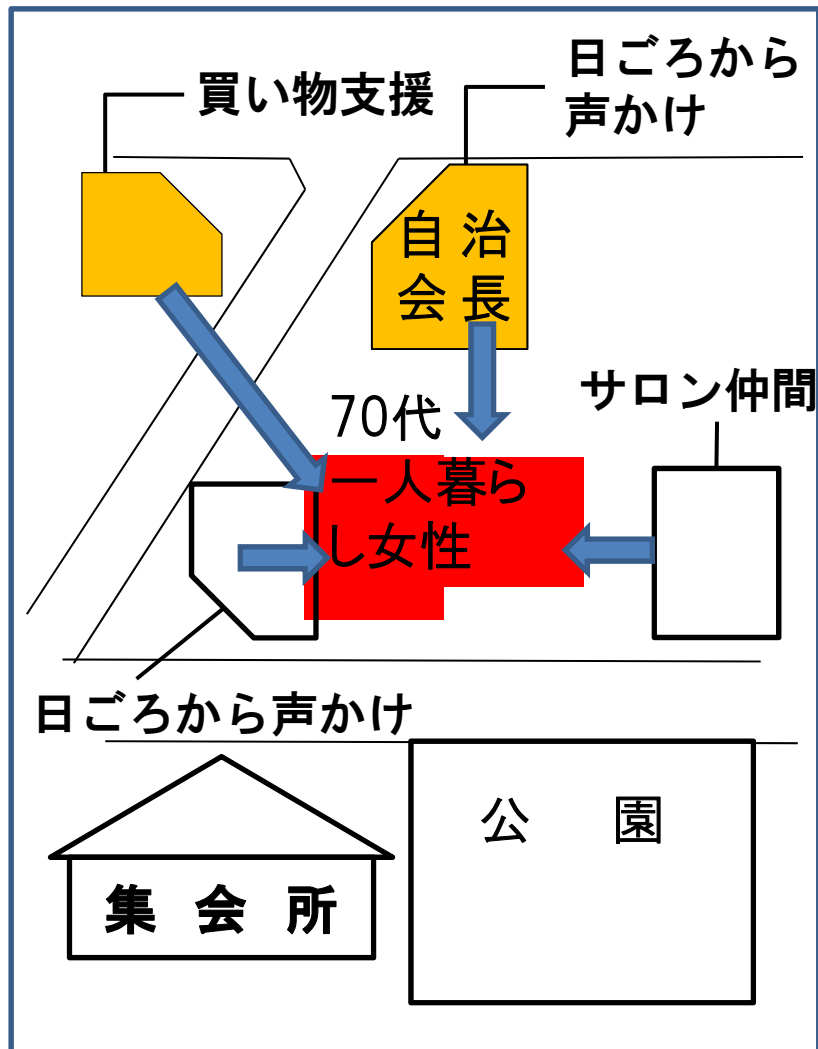 買い物支援
日ごろから
声かけ
自治
会長
サロン仲間
70代
一人暮ら
し女性
日ごろから声かけ
公　園
集　会　所